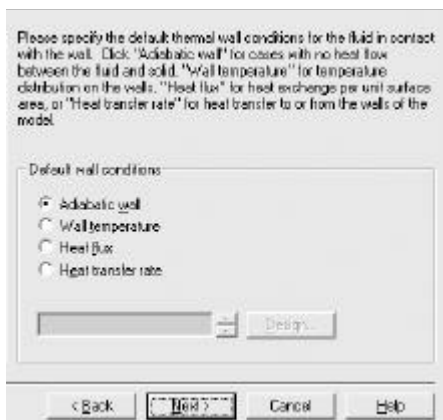 Please specify the default thermal wall conditions for the fluid in contact
with the wall. Click "Adiabatic wall" for cases with no heat flow
between the fluid and solid, "Wall temperature" for temperature
distribution on the walls, "Heat flux" for heat exchange per unit surface
area, or "Heat transfer rate" for heat transfer to or from the walls of the
model.
Default wall conditions
Adiabatic wall
Wall temperature
Heat flux
Heat transfer rate
Design...
< Back Next > Cancel Help